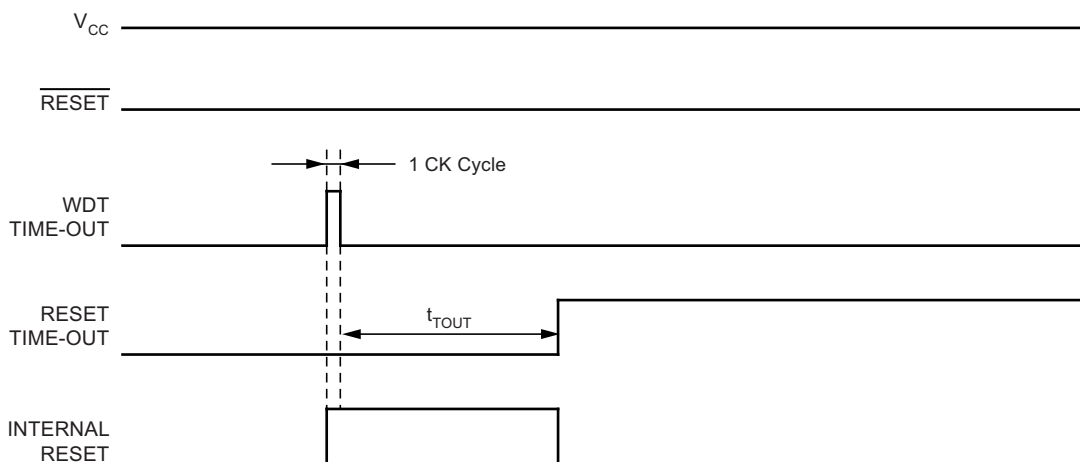 VCC
RESET
1 CK Cycle
WDT
TIME-OUT
RESET
TIME-OUT
tTOUT
INTERNAL
RESET